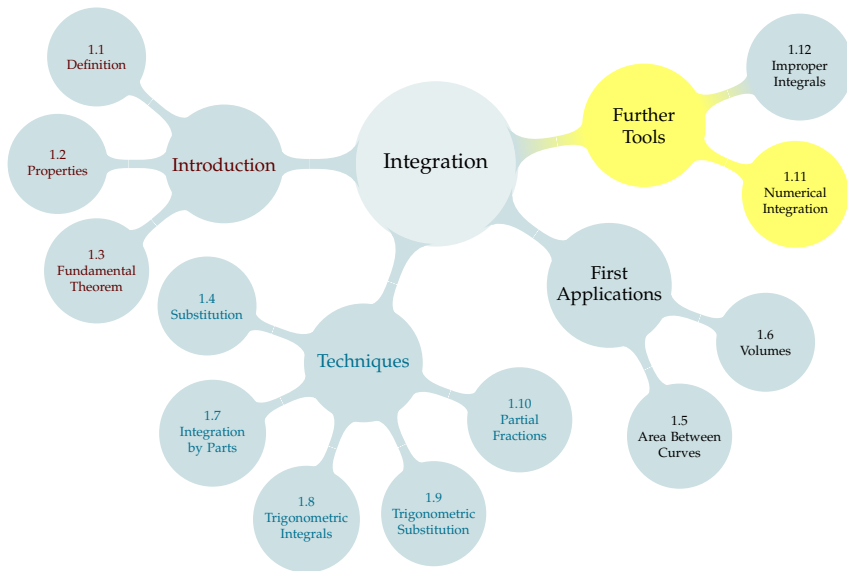 Integration
Introduction
1.1
Definition
1.2
Properties
1.3
Fundamental
Theorem
Techniques
1.4
Substitution
1.7
Integration
by Parts
1.8
Trigonometric
Integrals
1.9
Trigonometric
Substitution
1.10
Partial
Fractions
First
Applications
1.5
Area Between
Curves
1.6
Volumes
Further
Tools
1.11
Numerical
Integration
1.12
Improper
Integrals